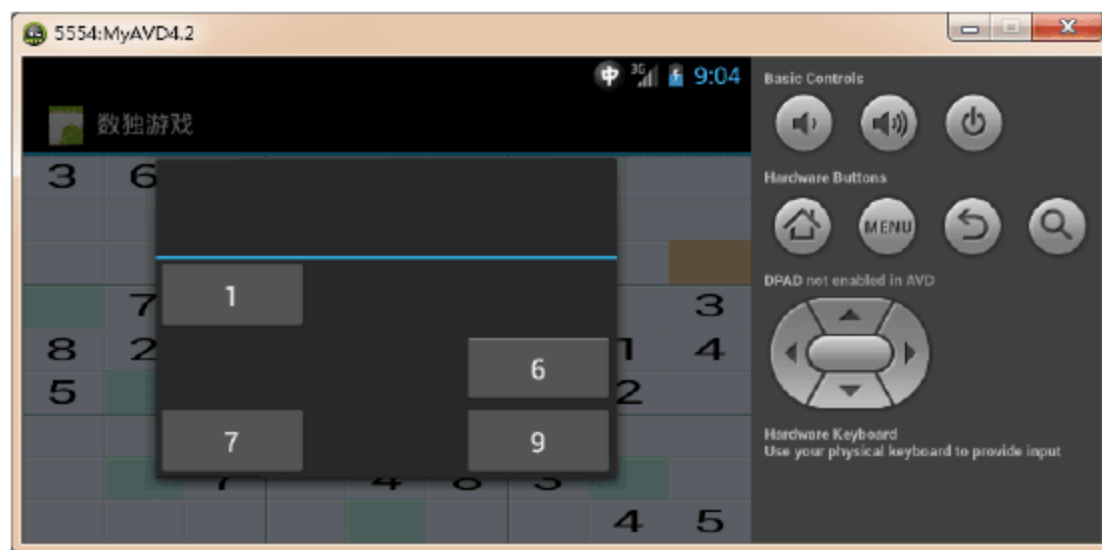 5554:MyAVD4.2
中 3G 9:04
数独游戏
3 6
7 3
8 2 1 4
5 2
4 5
1
6
7 9
Basic Controls
Hardware Buttons
MENU
DPAD not enabled in AVD
Hardware Keyboard
Use your physical keyboard to provide input